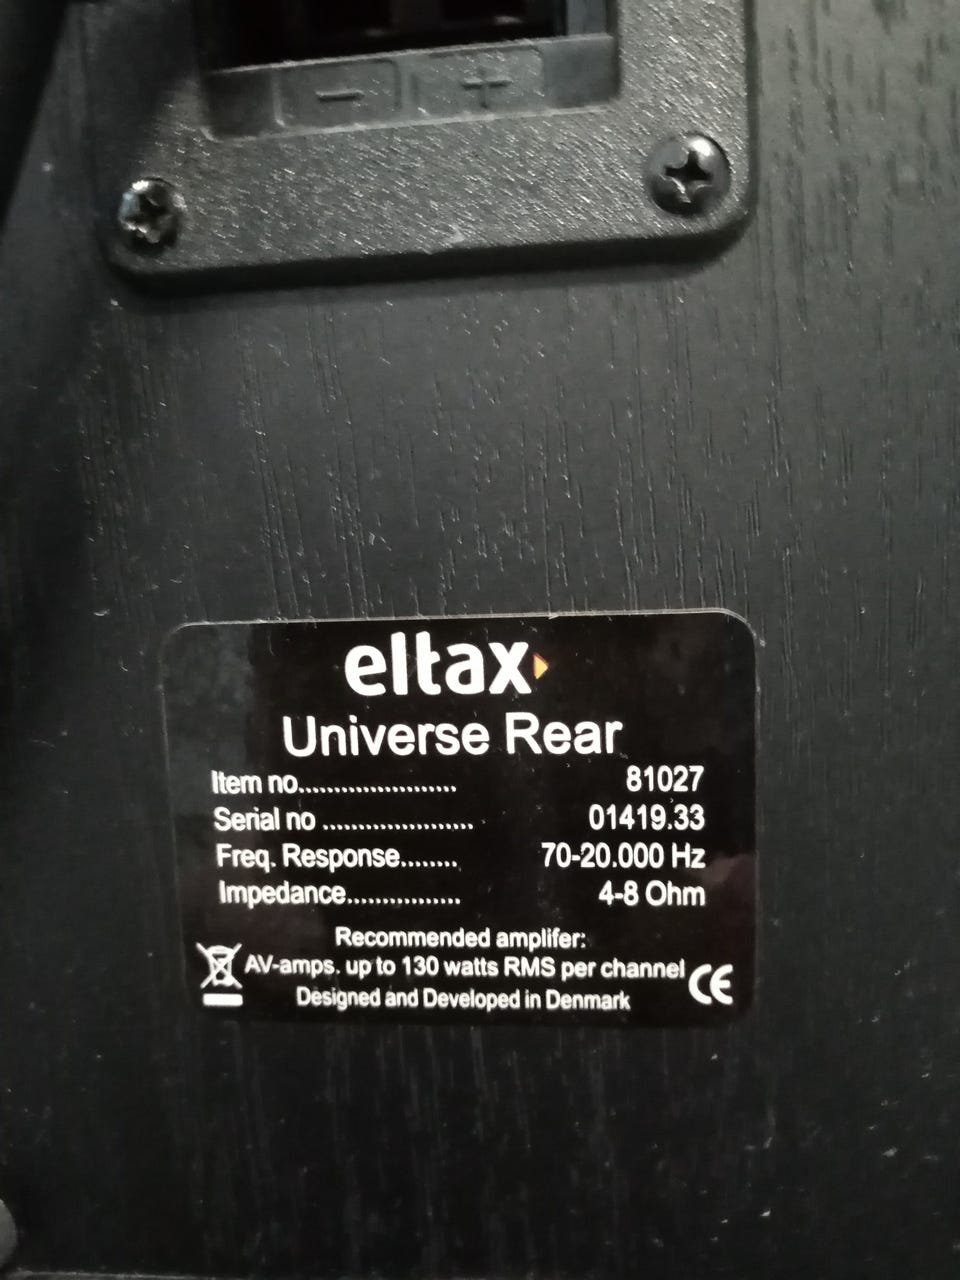 - +
eltax
Universe Rear
Item no...................... 81027
Serial no ..................... 01419.33
Freq. Response........ 70-20.000 Hz
Impedance................ 4-8 Ohm
Recommended amplifer:
AV-amps. up to 130 watts RMS per channel
Designed and Developed in Denmark
CE